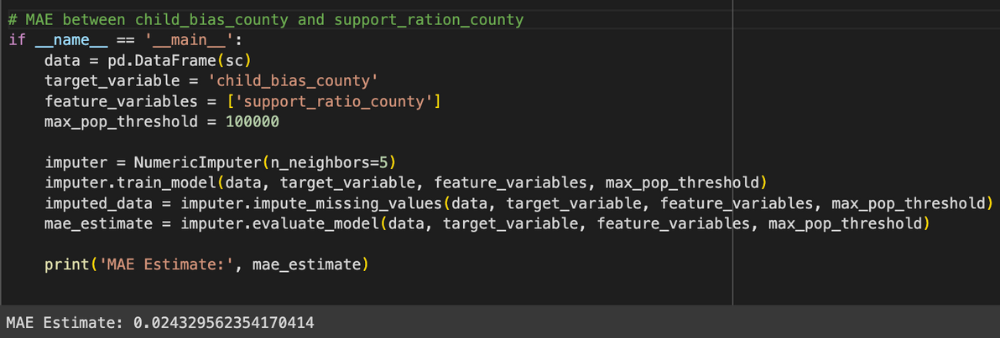 # MAE between child_bias_county and support_ration_county
if __name__ == '__main__':
    data = pd.DataFrame(sc)
    target_variable = 'child_bias_county'
    feature_variables = ['support_ratio_county']
    max_pop_threshold = 100000

    imputer = NumericImputer(n_neighbors=5)
    imputer.train_model(data, target_variable, feature_variables, max_pop_threshold)
    imputed_data = imputer.impute_missing_values(data, target_variable, feature_variables, max_pop_threshold)
    mae_estimate = imputer.evaluate_model(data, target_variable, feature_variables, max_pop_threshold)

    print('MAE Estimate:', mae_estimate)

MAE Estimate: 0.024329562354170414